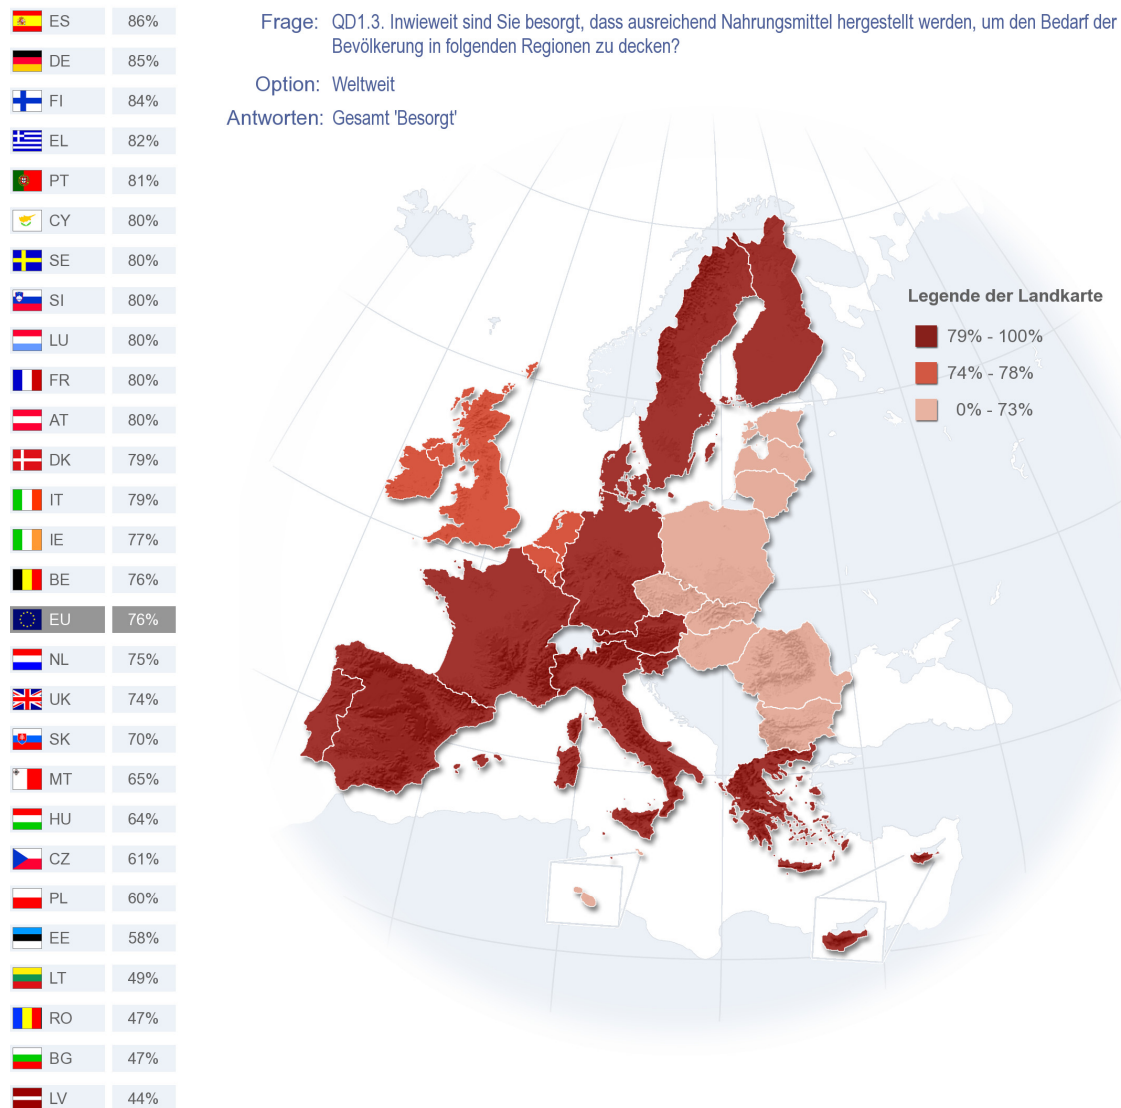 Frage: QD1.3. Inwieweit sind Sie besorgt, dass ausreichend Nahrungsmittel hergestellt werden, um den Bedarf der
Bevölkerung in folgenden Regionen zu decken?
Option: Weltweit
Antworten: Gesamt 'Besorgt'
ES 86%
DE 85%
FI 84%
EL 82%
PT 81%
CY 80%
SE 80%
SI 80%
LU 80%
FR 80%
AT 80%
DK 79%
IT 79%
IE 77%
BE 76%
EU 76%
NL 75%
UK 74%
SK 70%
MT 65%
HU 64%
CZ 61%
PL 60%
EE 58%
LT 49%
RO 47%
BG 47%
LV 44%
Legende der Landkarte
79% - 100%
74% - 78%
0% - 73%